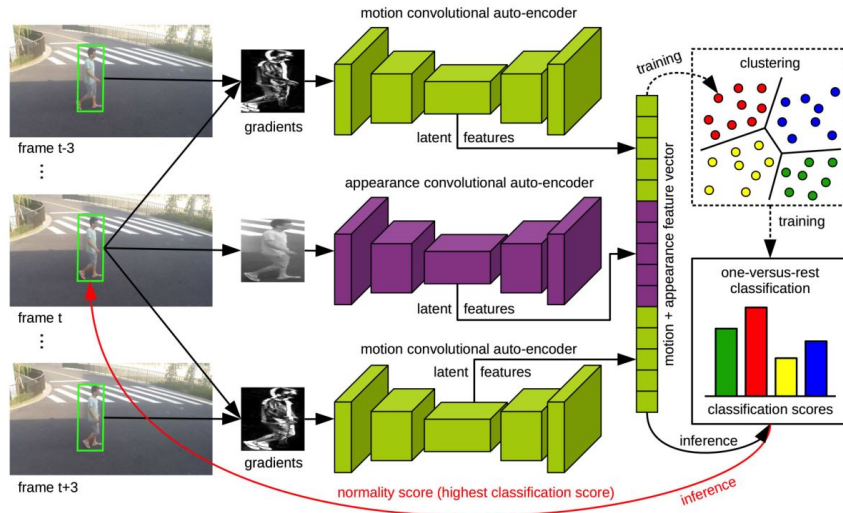 motion convolutional auto-encoder
training
clustering
gradients
latent features
frame t-3
...
appearance convolutional auto-encoder
motion + appearance feature vector
training
one-versus-rest
classification
latent features
frame t
...
motion convolutional auto-encoder
latent features
classification scores
inference
gradients
frame t+3
normality score (highest classification score)
inference